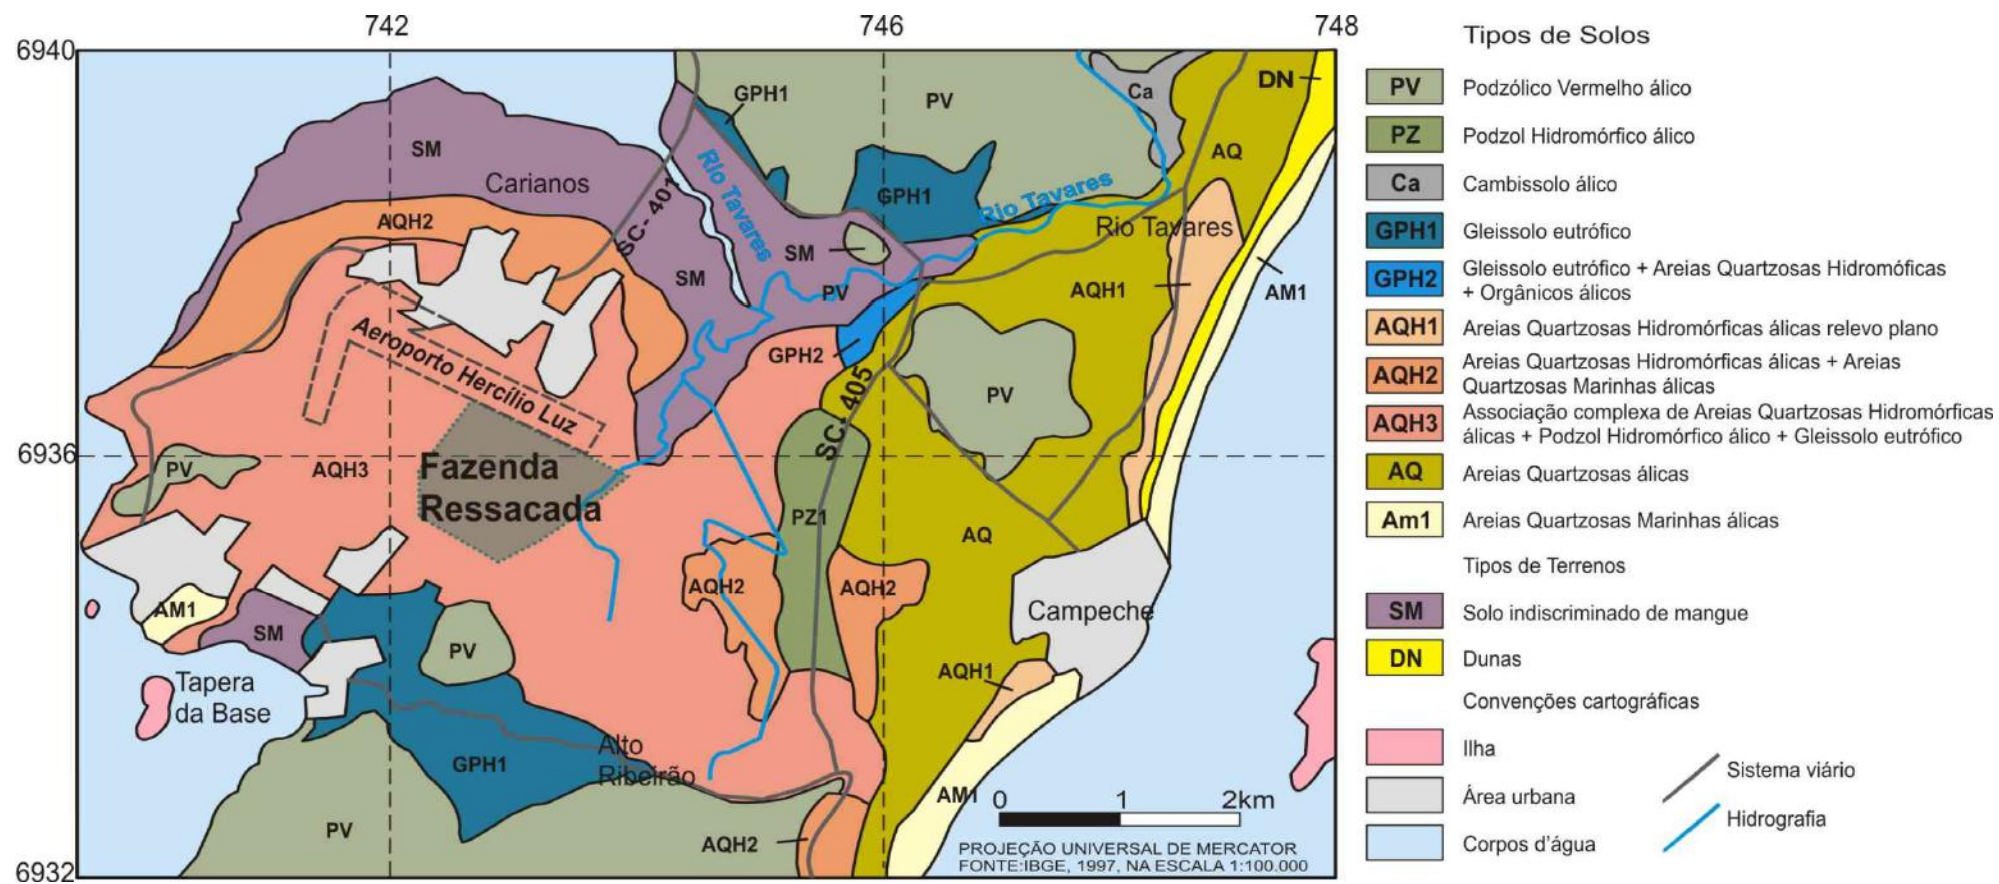 742
746
748
6940
6936
6932
DN
GPH1
PV
Ca
SM
Carianos
AQ
GPH1
Rio Tavares
Rio Tavares
AQH2
SC- 401
Rio Tavares
SM
SM
PV
AQH1
AM1
Aeroporto Hercílio Luz
GPH2
SC- 405
PV
PV
AQH3
Fazenda
Ressacada
PZ1
AQ
AQH2
AQH2
AM1
SM
Campeche
PV
AQH1
Tapera
da Base
Alto
Ribeirão
GPH1
AM1
PV
AQH2
0 1 2km
PROJEÇÃO UNIVERSAL DE MERCATOR
FONTE:IBGE, 1997, NA ESCALA 1:100.000
Tipos de Solos
PV Podzólico Vermelho álico
PZ Podzol Hidromórfico álico
Ca Cambissolo álico
GPH1 Gleissolo eutrófico
GPH2 Gleissolo eutrófico + Areias Quartzosas Hidromóficas
+ Orgânicos álicos
AQH1 Areias Quartzosas Hidromórficas álicas relevo plano
AQH2 Areias Quartzosas Hidromórficas álicas + Areias
Quartzosas Marinhas álicas
AQH3 Associação complexa de Areias Quartzosas Hidromórficas
álicas + Podzol Hidromórfico álico + Gleissolo eutrófico
AQ Areias Quartzosas álicas
Am1 Areias Quartzosas Marinhas álicas
Tipos de Terrenos
SM Solo indiscriminado de mangue
DN Dunas
Convenções cartográficas
Ilha
Área urbana
Corpos d'água
Sistema viário
Hidrografia